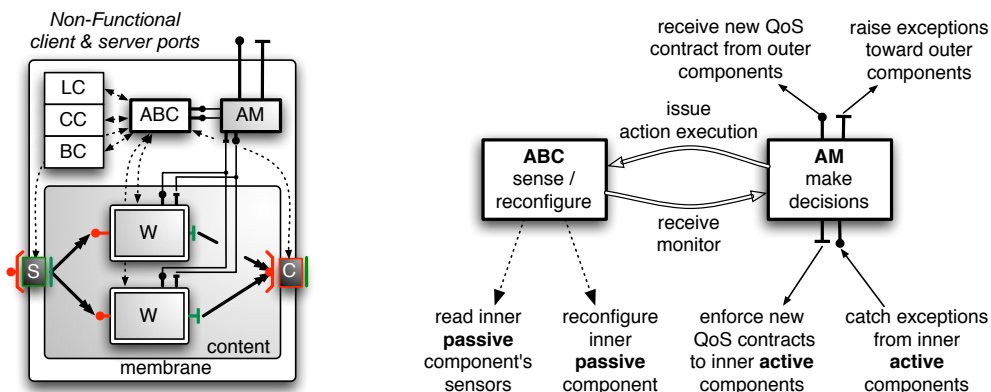 Non-Functional
client & server ports
LC
CC
BC
ABC
AM
W
W
S
C
content
membrane
receive new QoS
contract from outer
components
raise exceptions
toward outer
components
issue
action execution
ABC
sense /
reconfigure
AM
make
decisions
receive
monitor
read inner
passive
component's
sensors
reconfigure
inner
passive
component
enforce new
QoS contracts
to inner active
components
catch exceptions
from inner
active
components